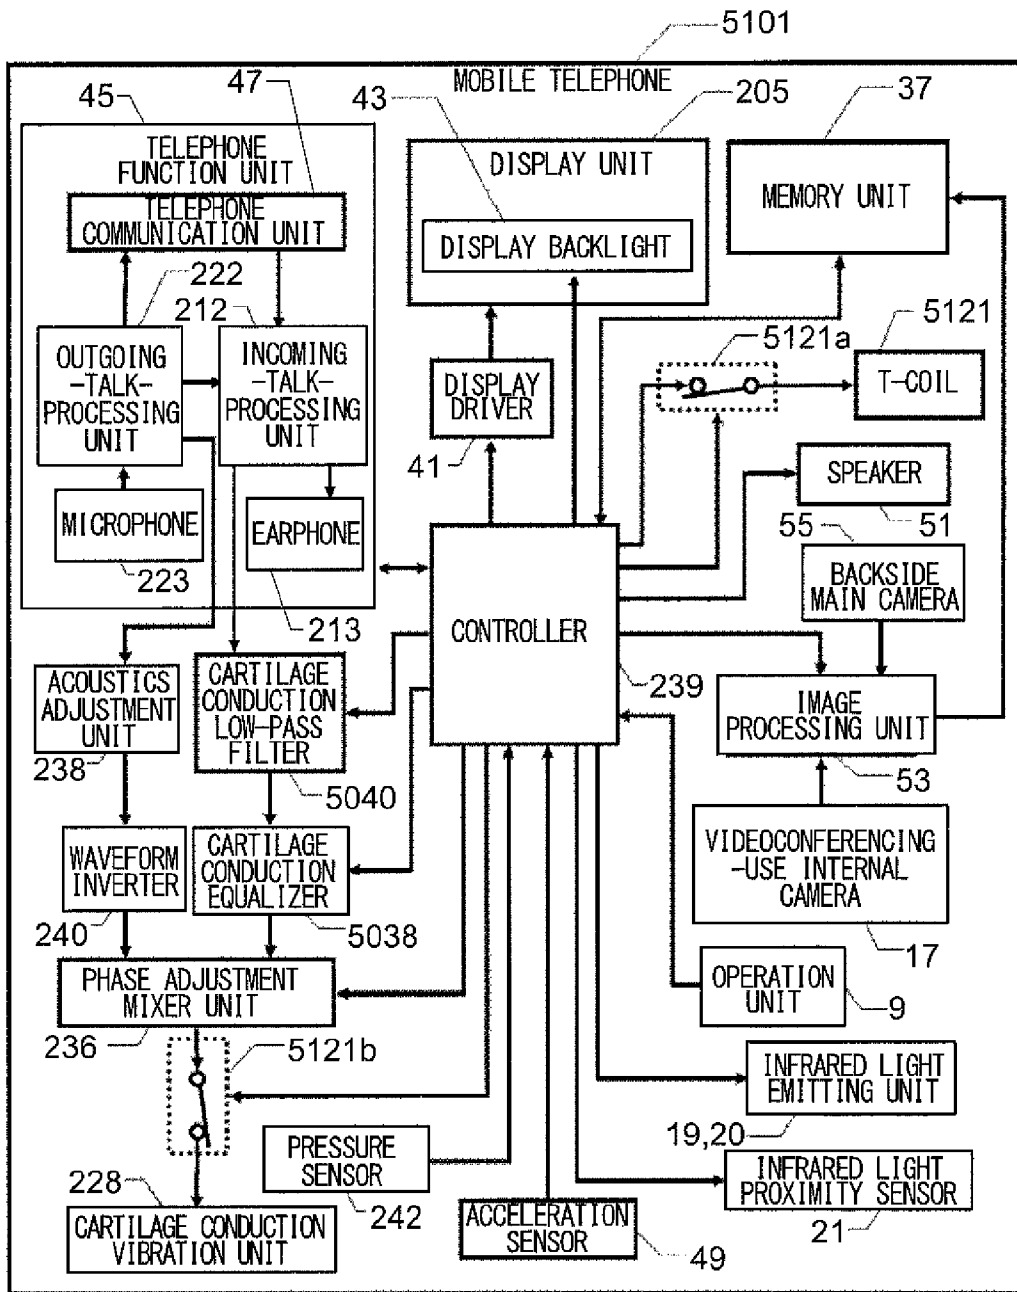 5101
MOBILE TELEPHONE
45
47
43
205
37
TELEPHONE
FUNCTION UNIT
TELEPHONE
COMMUNICATION UNIT
DISPLAY UNIT
DISPLAY BACKLIGHT
MEMORY UNIT
222
212
OUTGOING
-TALK-
PROCESSING
UNIT
INCOMING
-TALK-
PROCESSING
UNIT
DISPLAY
DRIVER
41
5121a
5121
T-COIL
MICROPHONE
223
EARPHONE
213
SPEAKER
51
55
BACKSIDE
MAIN CAMERA
CONTROLLER
239
ACOUSTICS
ADJUSTMENT
UNIT
238
CARTILAGE
CONDUCTION
LOW-PASS
FILTER
5040
IMAGE
PROCESSING UNIT
53
WAVEFORM
INVERTER
240
CARTILAGE
CONDUCTION
EQUALIZER
5038
VIDEOCONFERENCING
-USE INTERNAL
CAMERA
17
PHASE ADJUSTMENT
MIXER UNIT
236
OPERATION
UNIT
9
5121b
INFRARED LIGHT
EMITTING UNIT
19,20
PRESSURE
SENSOR
242
INFRARED LIGHT
PROXIMITY SENSOR
21
228
CARTILAGE CONDUCTION
VIBRATION UNIT
ACCELERATION
SENSOR
49